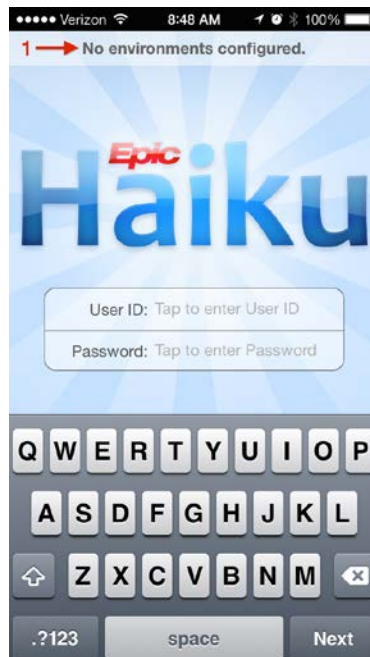 Verizon 8:48 AM 100%
1 No environments configured.
Epic
Haiku
User ID: Tap to enter User ID
Password: Tap to enter Password
Q W E R T Y U I O P
A S D F G H J K L
Z X C V B N M
.?123 space Next